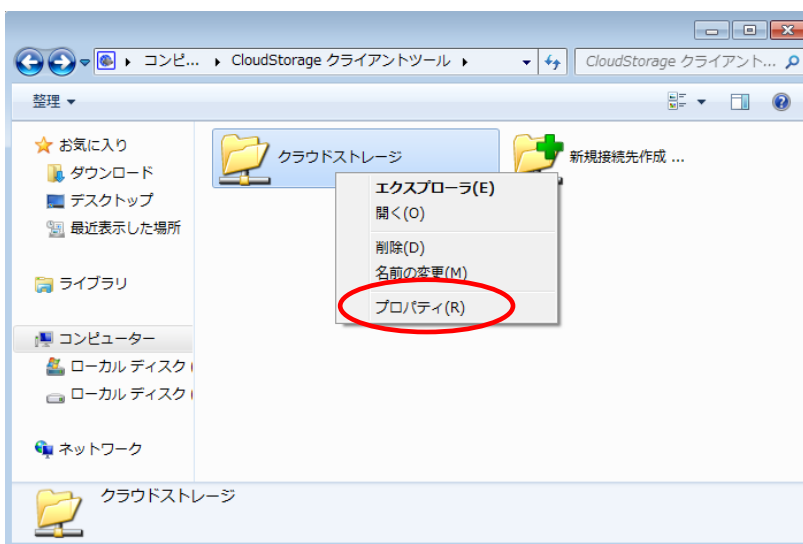 コンピ... CloudStorage クライアントツール
CloudStorage クライアント...
整理
お気に入り
ダウンロード
デスクトップ
最近表示した場所
ライブラリ
コンピューター
ローカル ディスク (
ローカル ディスク (
ネットワーク
クラウドストレージ
新規接続先作成 ...
エクスプローラ(E)
開く(O)
削除(D)
名前の変更(M)
プロパティ(R)
クラウドストレージ